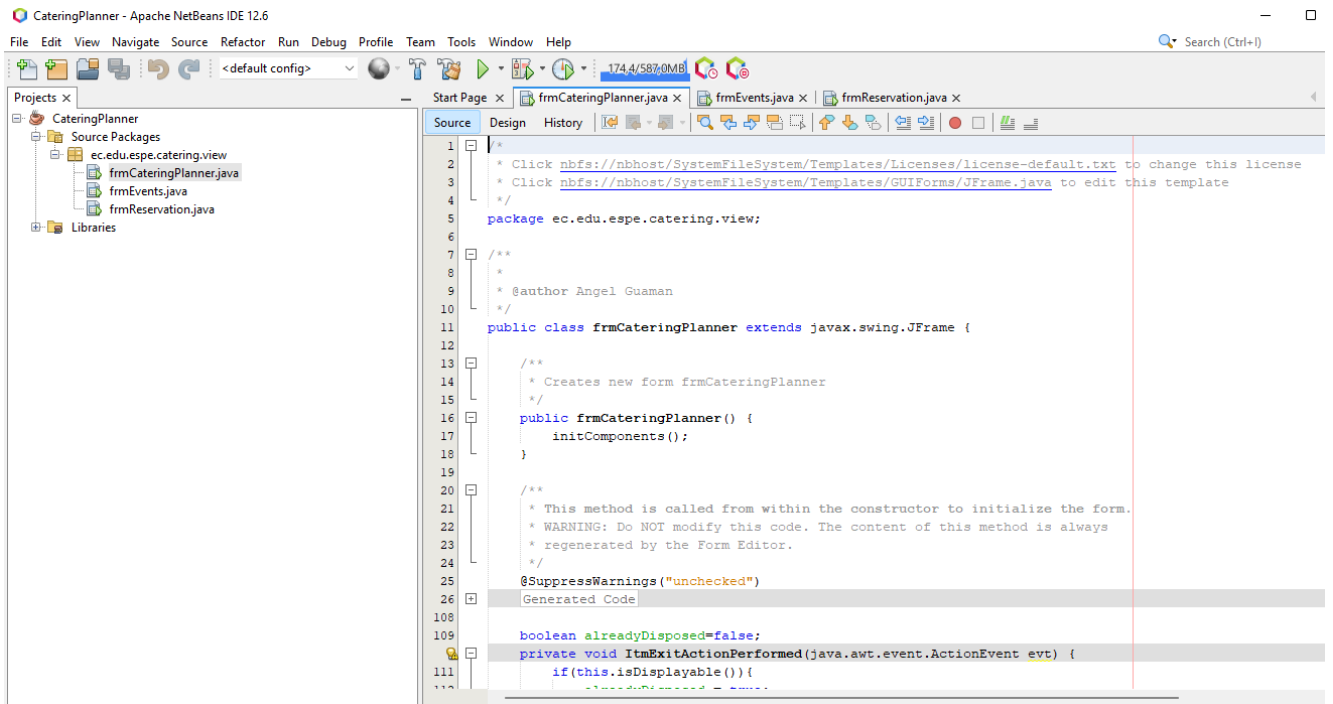 CateringPlanner - Apache NetBeans IDE 12.6
File Edit View Navigate Source Refactor Run Debug Profile Team Tools Window Help
Search (Ctrl+I)
<default config>
174.4/587.0MB
Projects
Start Page
frmCateringPlanner.java
frmEvents.java
frmReservation.java
CateringPlanner
Source Packages
ec.edu.espe.catering.view
frmCateringPlanner.java
frmEvents.java
frmReservation.java
Libraries
Source Design History
1 /*
2 * Click nbfs://nbhost/SystemFileSystem/Templates/Licenses/license-default.txt to change this license
3 * Click nbfs://nbhost/SystemFileSystem/Templates/GUIForms/JFrame.java to edit this template
4 */
5 package ec.edu.espe.catering.view;
6
7 /**
8 *
9 * @author Angel Guaman
10 */
11 public class frmCateringPlanner extends javax.swing.JFrame {
12
13 /**
14 * Creates new form frmCateringPlanner
15 */
16 public frmCateringPlanner() {
17 initComponents();
18 }
19
20 /**
21 * This method is called from within the constructor to initialize the form.
22 * WARNING: Do NOT modify this code. The content of this method is always
23 * regenerated by the Form Editor.
24 */
25 @SuppressWarnings("unchecked")
26 Generated Code
108
109 boolean alreadyDisposed=false;
private void ItmExitActionPerformed(java.awt.event.ActionEvent evt) {
111 if(this.isDisplayable()){